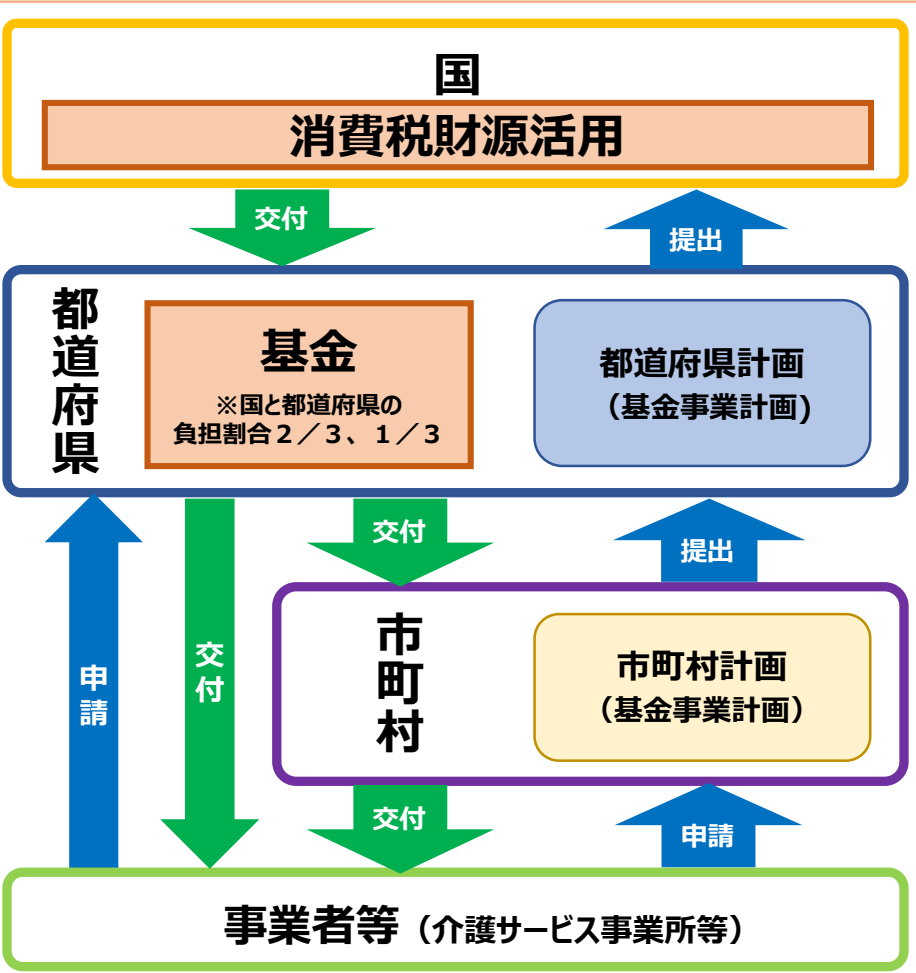 国
消費税財源活用
交付
提出
都道府県
基金
※国と都道府県の
負担割合2/3、1/3
都道府県計画
(基金事業計画)
交付
提出
申請
交付
市町村
市町村計画
(基金事業計画)
交付
申請
事業者等(介護サービス事業所等)